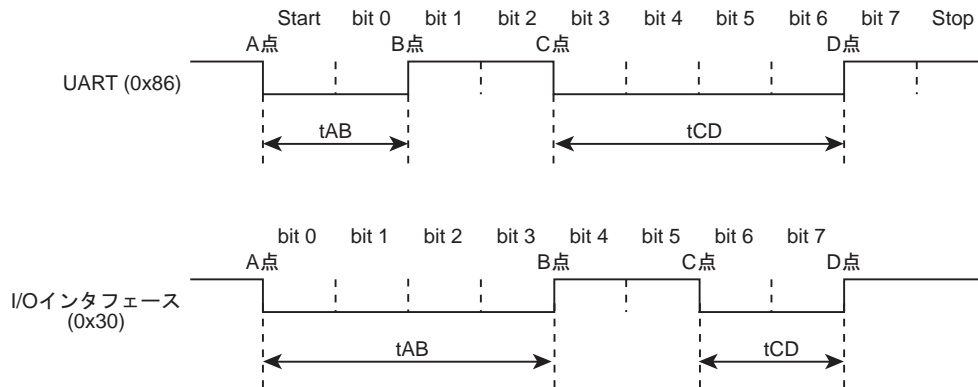 Start bit 0 bit 1 bit 2 bit 3 bit 4 bit 5 bit 6 bit 7 Stop
A点 B点 C点 D点
UART (0x86)
tAB tCD
bit 0 bit 1 bit 2 bit 3 bit 4 bit 5 bit 6 bit 7
A点 B点 C点 D点
I/Oインタフェース
(0x30)
tAB tCD